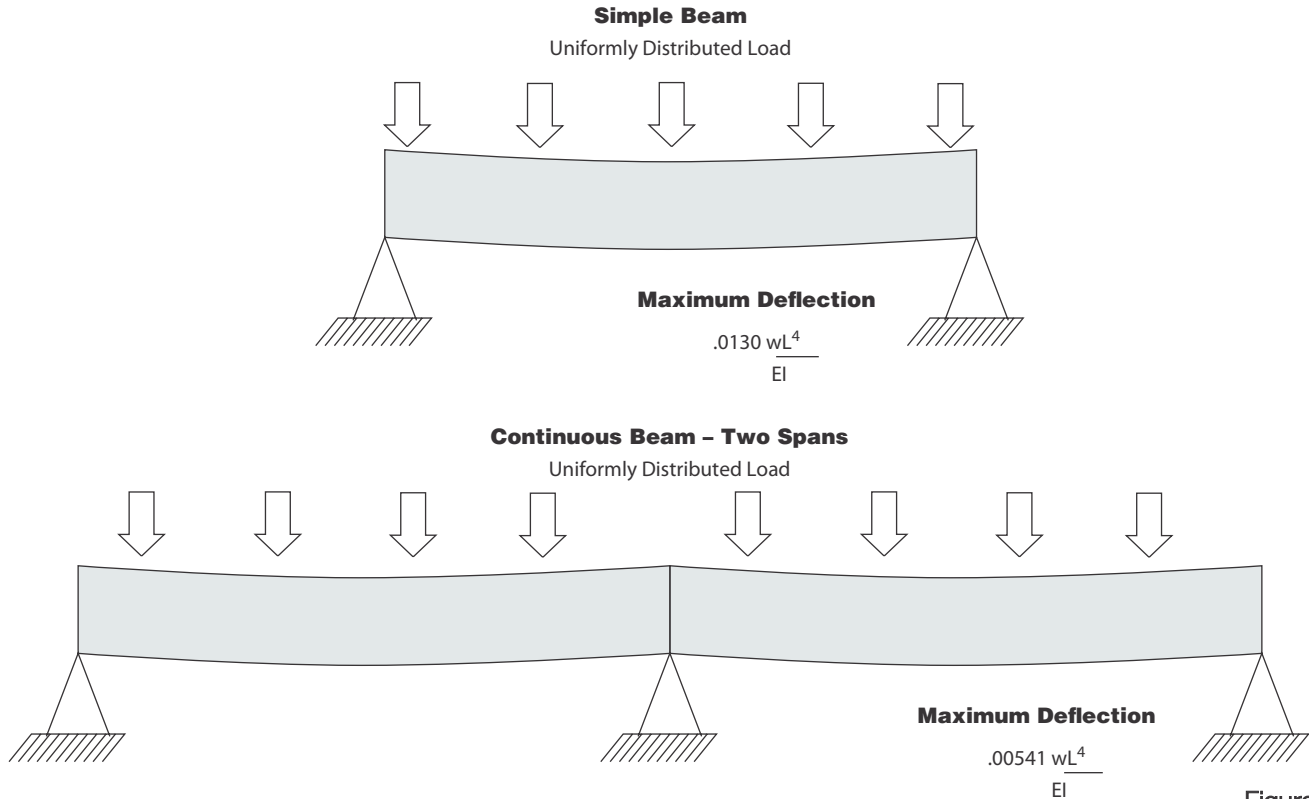 Simple Beam
Uniformly Distributed Load
Maximum Deflection
.0130 wL⁴
EI
Continuous Beam – Two Spans
Uniformly Distributed Load
Maximum Deflection
.00541 wL⁴
EI
Figure